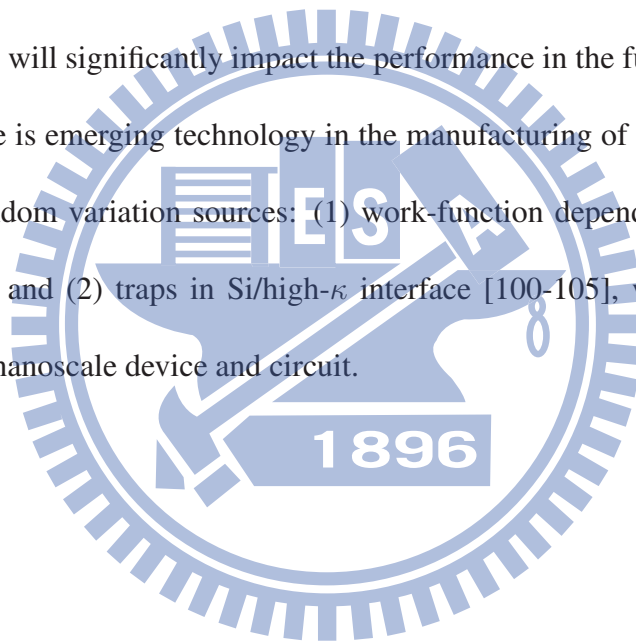 will significantly impact the performance in the fu
e is emerging technology in the manufacturing of
ndom variation sources: (1) work-function depend
and (2) traps in Si/high-κ interface [100-105],
nanoscale device and circuit.
E S A
1896